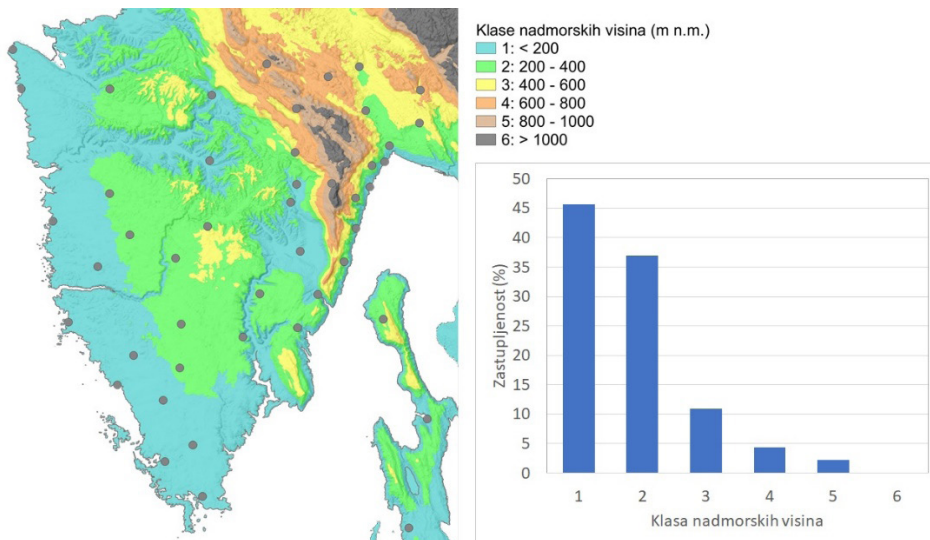 Klase nadmorskih visina (m n.m.)
1: < 200
2: 200 - 400
3: 400 - 600
4: 600 - 800
5: 800 - 1000
6: > 1000
50
45
40
35
30
25
20
15
10
5
0
Zastupljenost (%)
1 2 3 4 5 6
Klasa nadmorskih visina